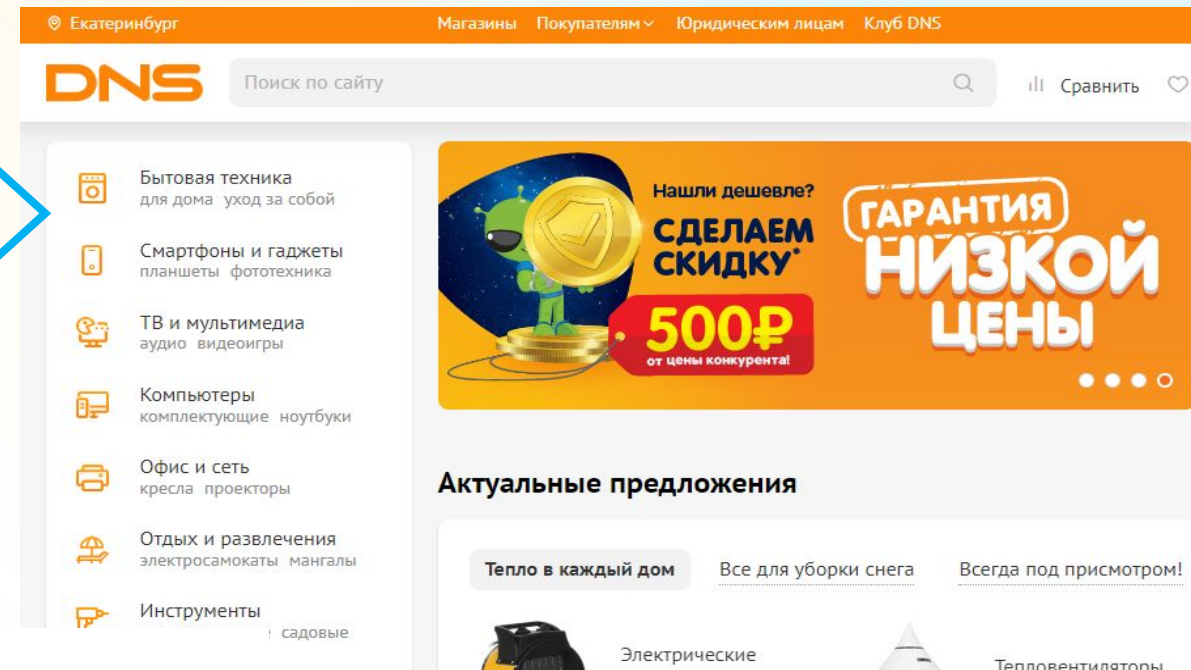 Екатеринбург
Магазины Покупателям Юридическим лицам Клуб DNS
DNS
Поиск по сайту
Сравнить
Бытовая техника
для дома уход за собой
Смартфоны и гаджеты
планшеты фототехника
ТВ и мультимедиа
аудио видеоигры
Компьютеры
комплектующие ноутбуки
Офис и сеть
кресла проекторы
Отдых и развлечения
электросамокаты мангалы
Инструменты
садовые
Нашли дешевле?
СДЕЛАЕМ
СКИДКУ*
500₽
от цены конкурента!
ГАРАНТИЯ
НИЗКОЙ
ЦЕНЫ
Актуальные предложения
Тепло в каждый дом Все для уборки снега Всегда под присмотром!
Электрические
Тепловентиляторы